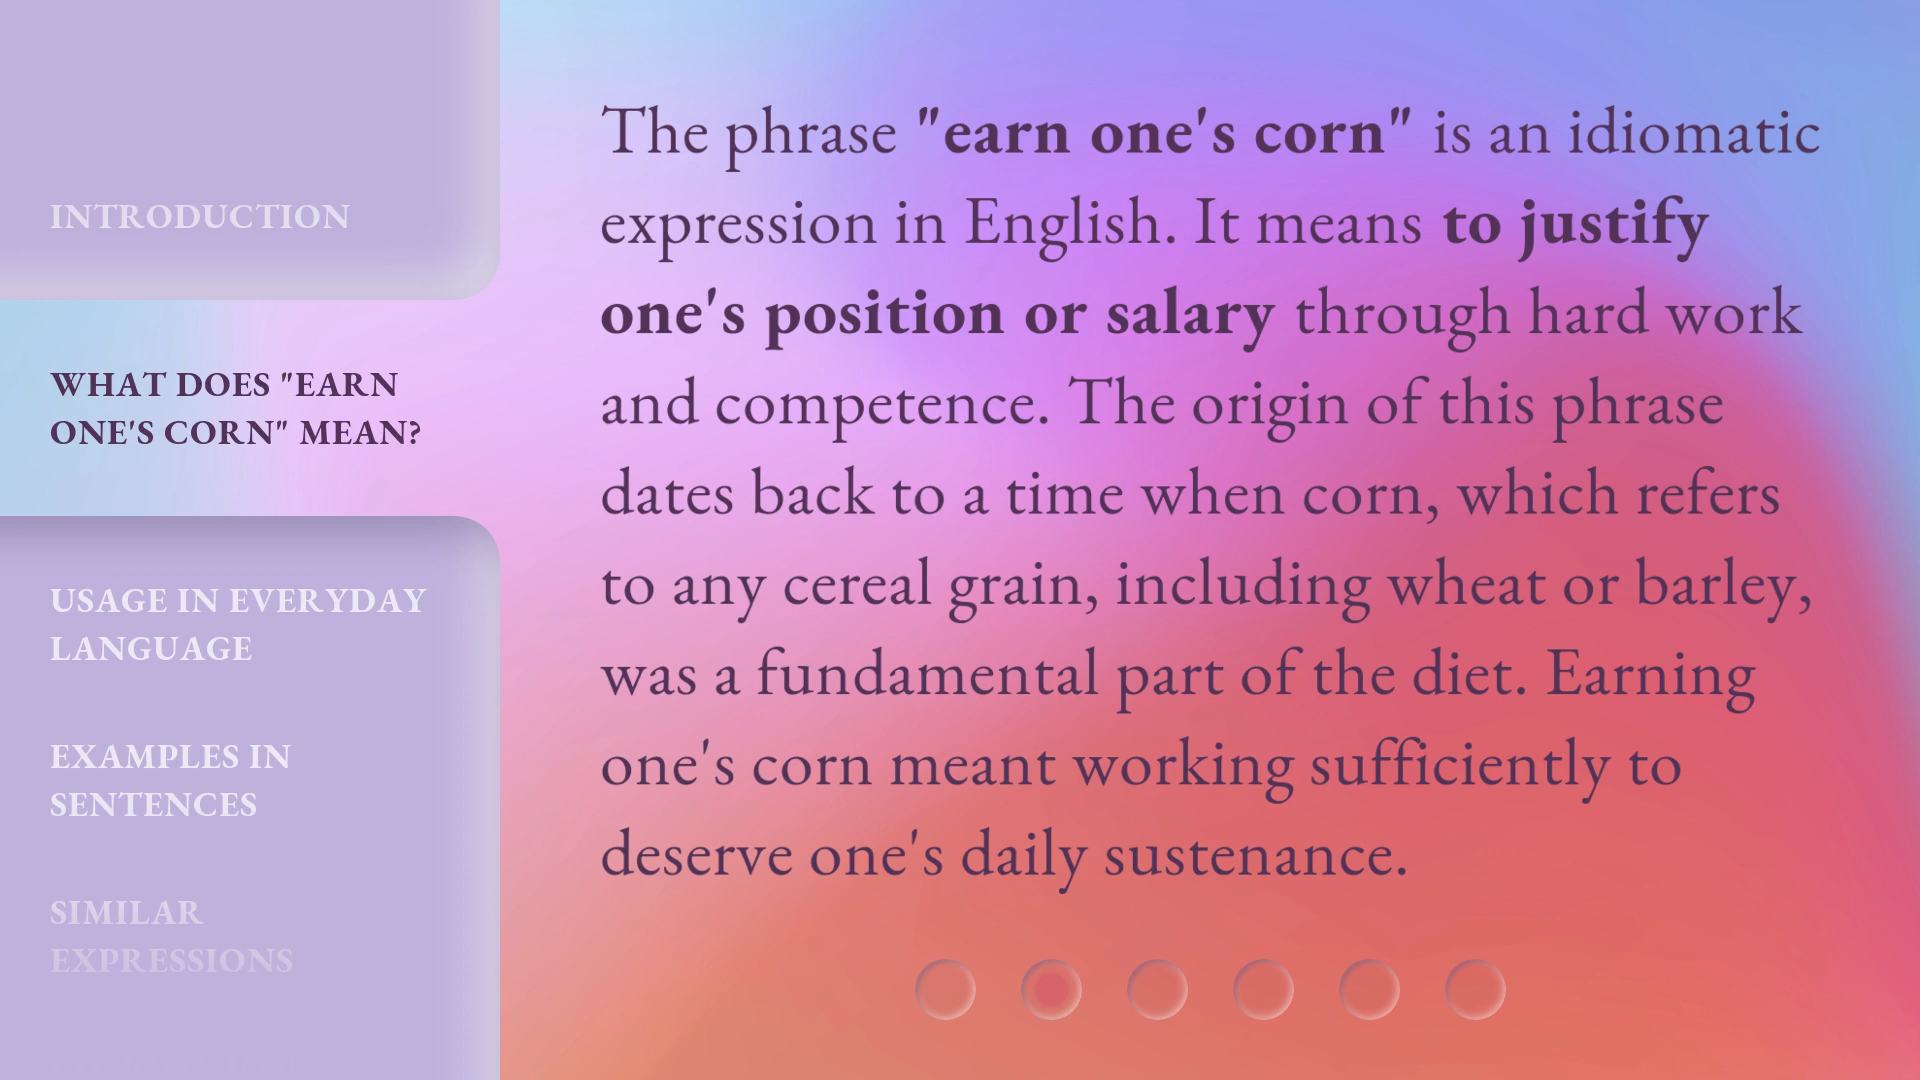 INTRODUCTION
WHAT DOES "EARN
ONE'S CORN" MEAN?
USAGE IN EVERYDAY
LANGUAGE
EXAMPLES IN
SENTENCES
SIMILAR
EXPRESSIONS
The phrase "earn one's corn" is an idiomatic
expression in English. It means to justify
one's position or salary through hard work
and competence. The origin of this phrase
dates back to a time when corn, which refers
to any cereal grain, including wheat or barley,
was a fundamental part of the diet. Earning
one's corn meant working sufficiently to
deserve one's daily sustenance.